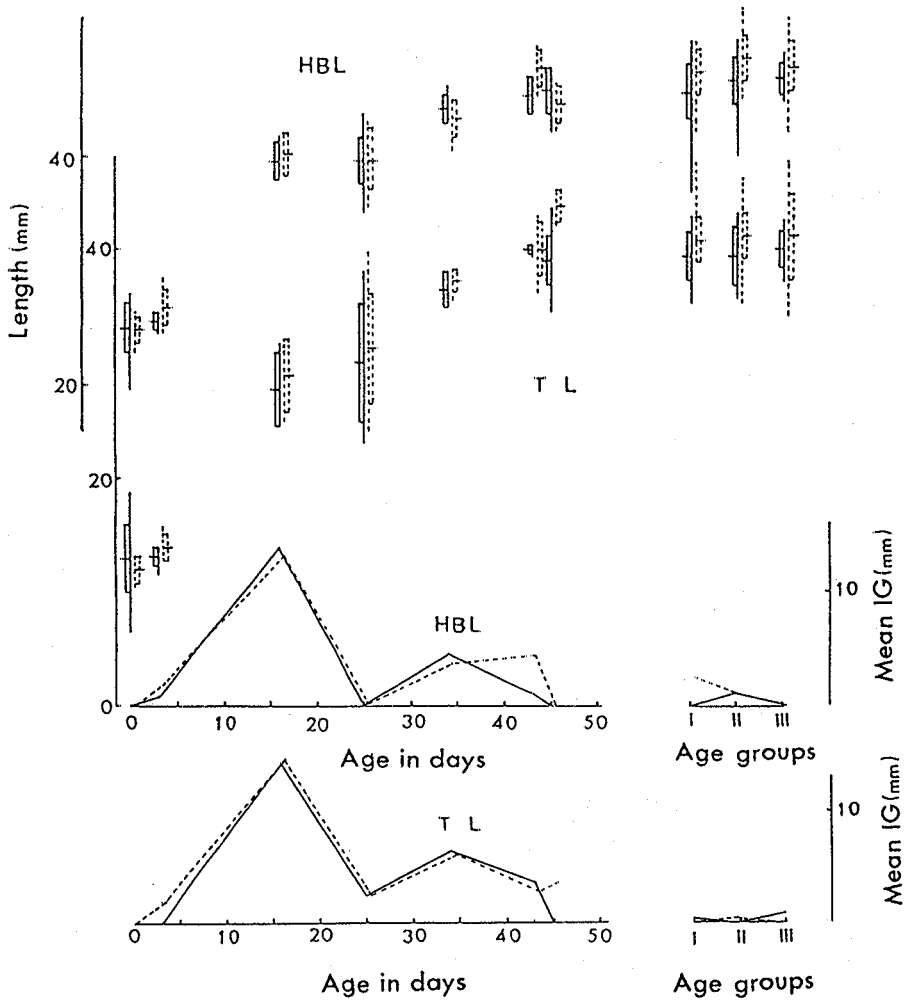 HBL
Length (mm)
40
40
20
T L
20
0
HBL
10
Mean IG(mm)
0 10 20 30 40 50
I II III
Age in days
Age groups
T L
10
Mean IG(mm)
0 10 20 30 40 50
I II III
Age in days
Age groups